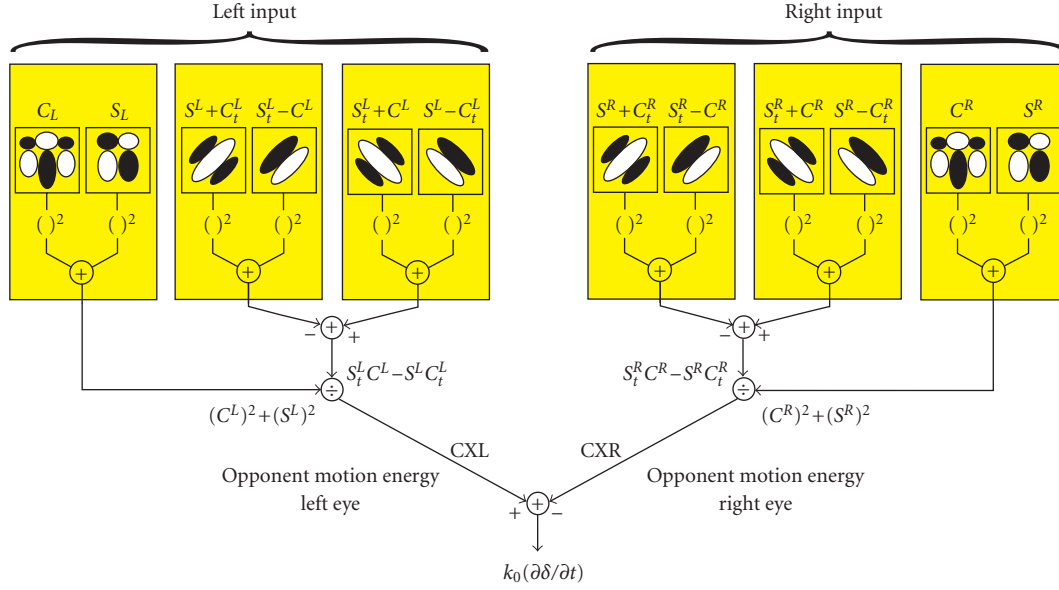 Left input Right input
C_L S_L S^L+C_t^L S_t^L−C^L S_t^L+C^L S^L−C_t^L S^R+C_t^R S_t^R−C^R S_t^R+C^R S^R−C_t^R C^R S^R
( )^2 ( )^2 ( )^2 ( )^2 ( )^2 ( )^2 ( )^2 ( )^2 ( )^2 ( )^2 ( )^2 ( )^2
+ + + + + +
− + + − + +
S_t^L C^L−S^L C_t^L S_t^R C^R−S^R C_t^R
÷ ÷
(C^L)^2+(S^L)^2 (C^R)^2+(S^R)^2
CXL CXR
Opponent motion energy Opponent motion energy
left eye right eye
+ + −
k_0(∂δ/∂t)